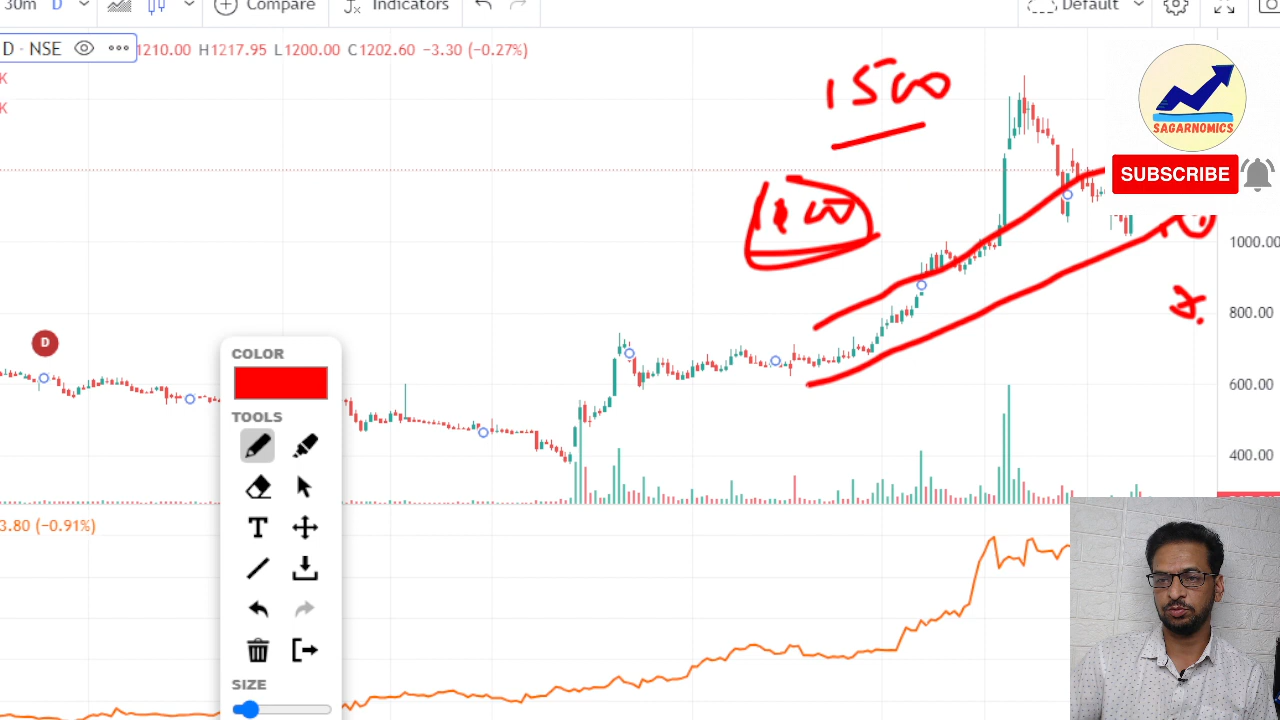 30m D Compare Indicators Default
D · NSE 1210.00 H1217.95 L1200.00 C1202.60 −3.30 (−0.27%)
K
K
1500
SAGARNOMICS
SUBSCRIBE
1000.00
800.00
D
COLOR
600.00
TOOLS
400.00
T
3.80 (−0.91%)
SIZE